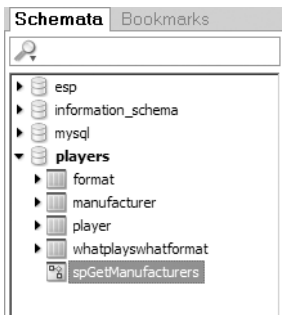 Schemata Bookmarks
esp
information_schema
mysql
players
format
manufacturer
player
whatplayswhatformat
spGetManufacturers